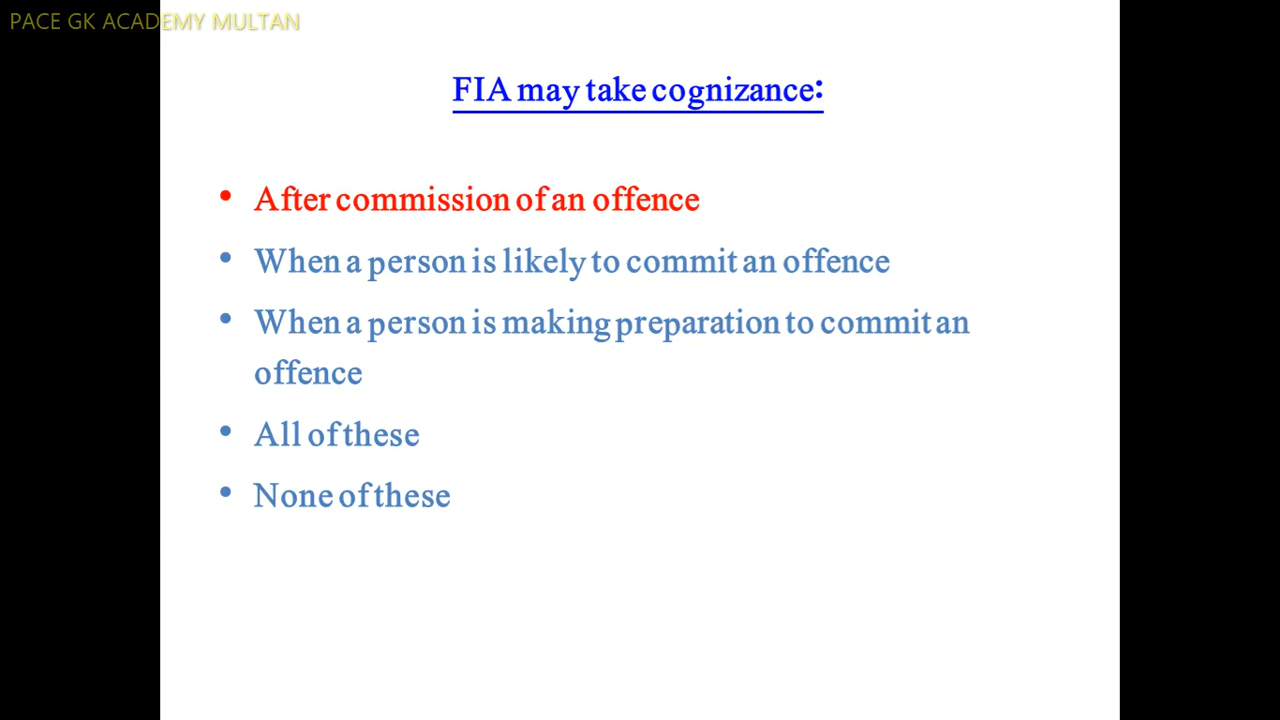 PACE GK ACADEMY MULTAN
FIA may take cognizance:
• After commission of an offence
• When a person is likely to commit an offence
• When a person is making preparation to commit an
offence
• All of these
• None of these